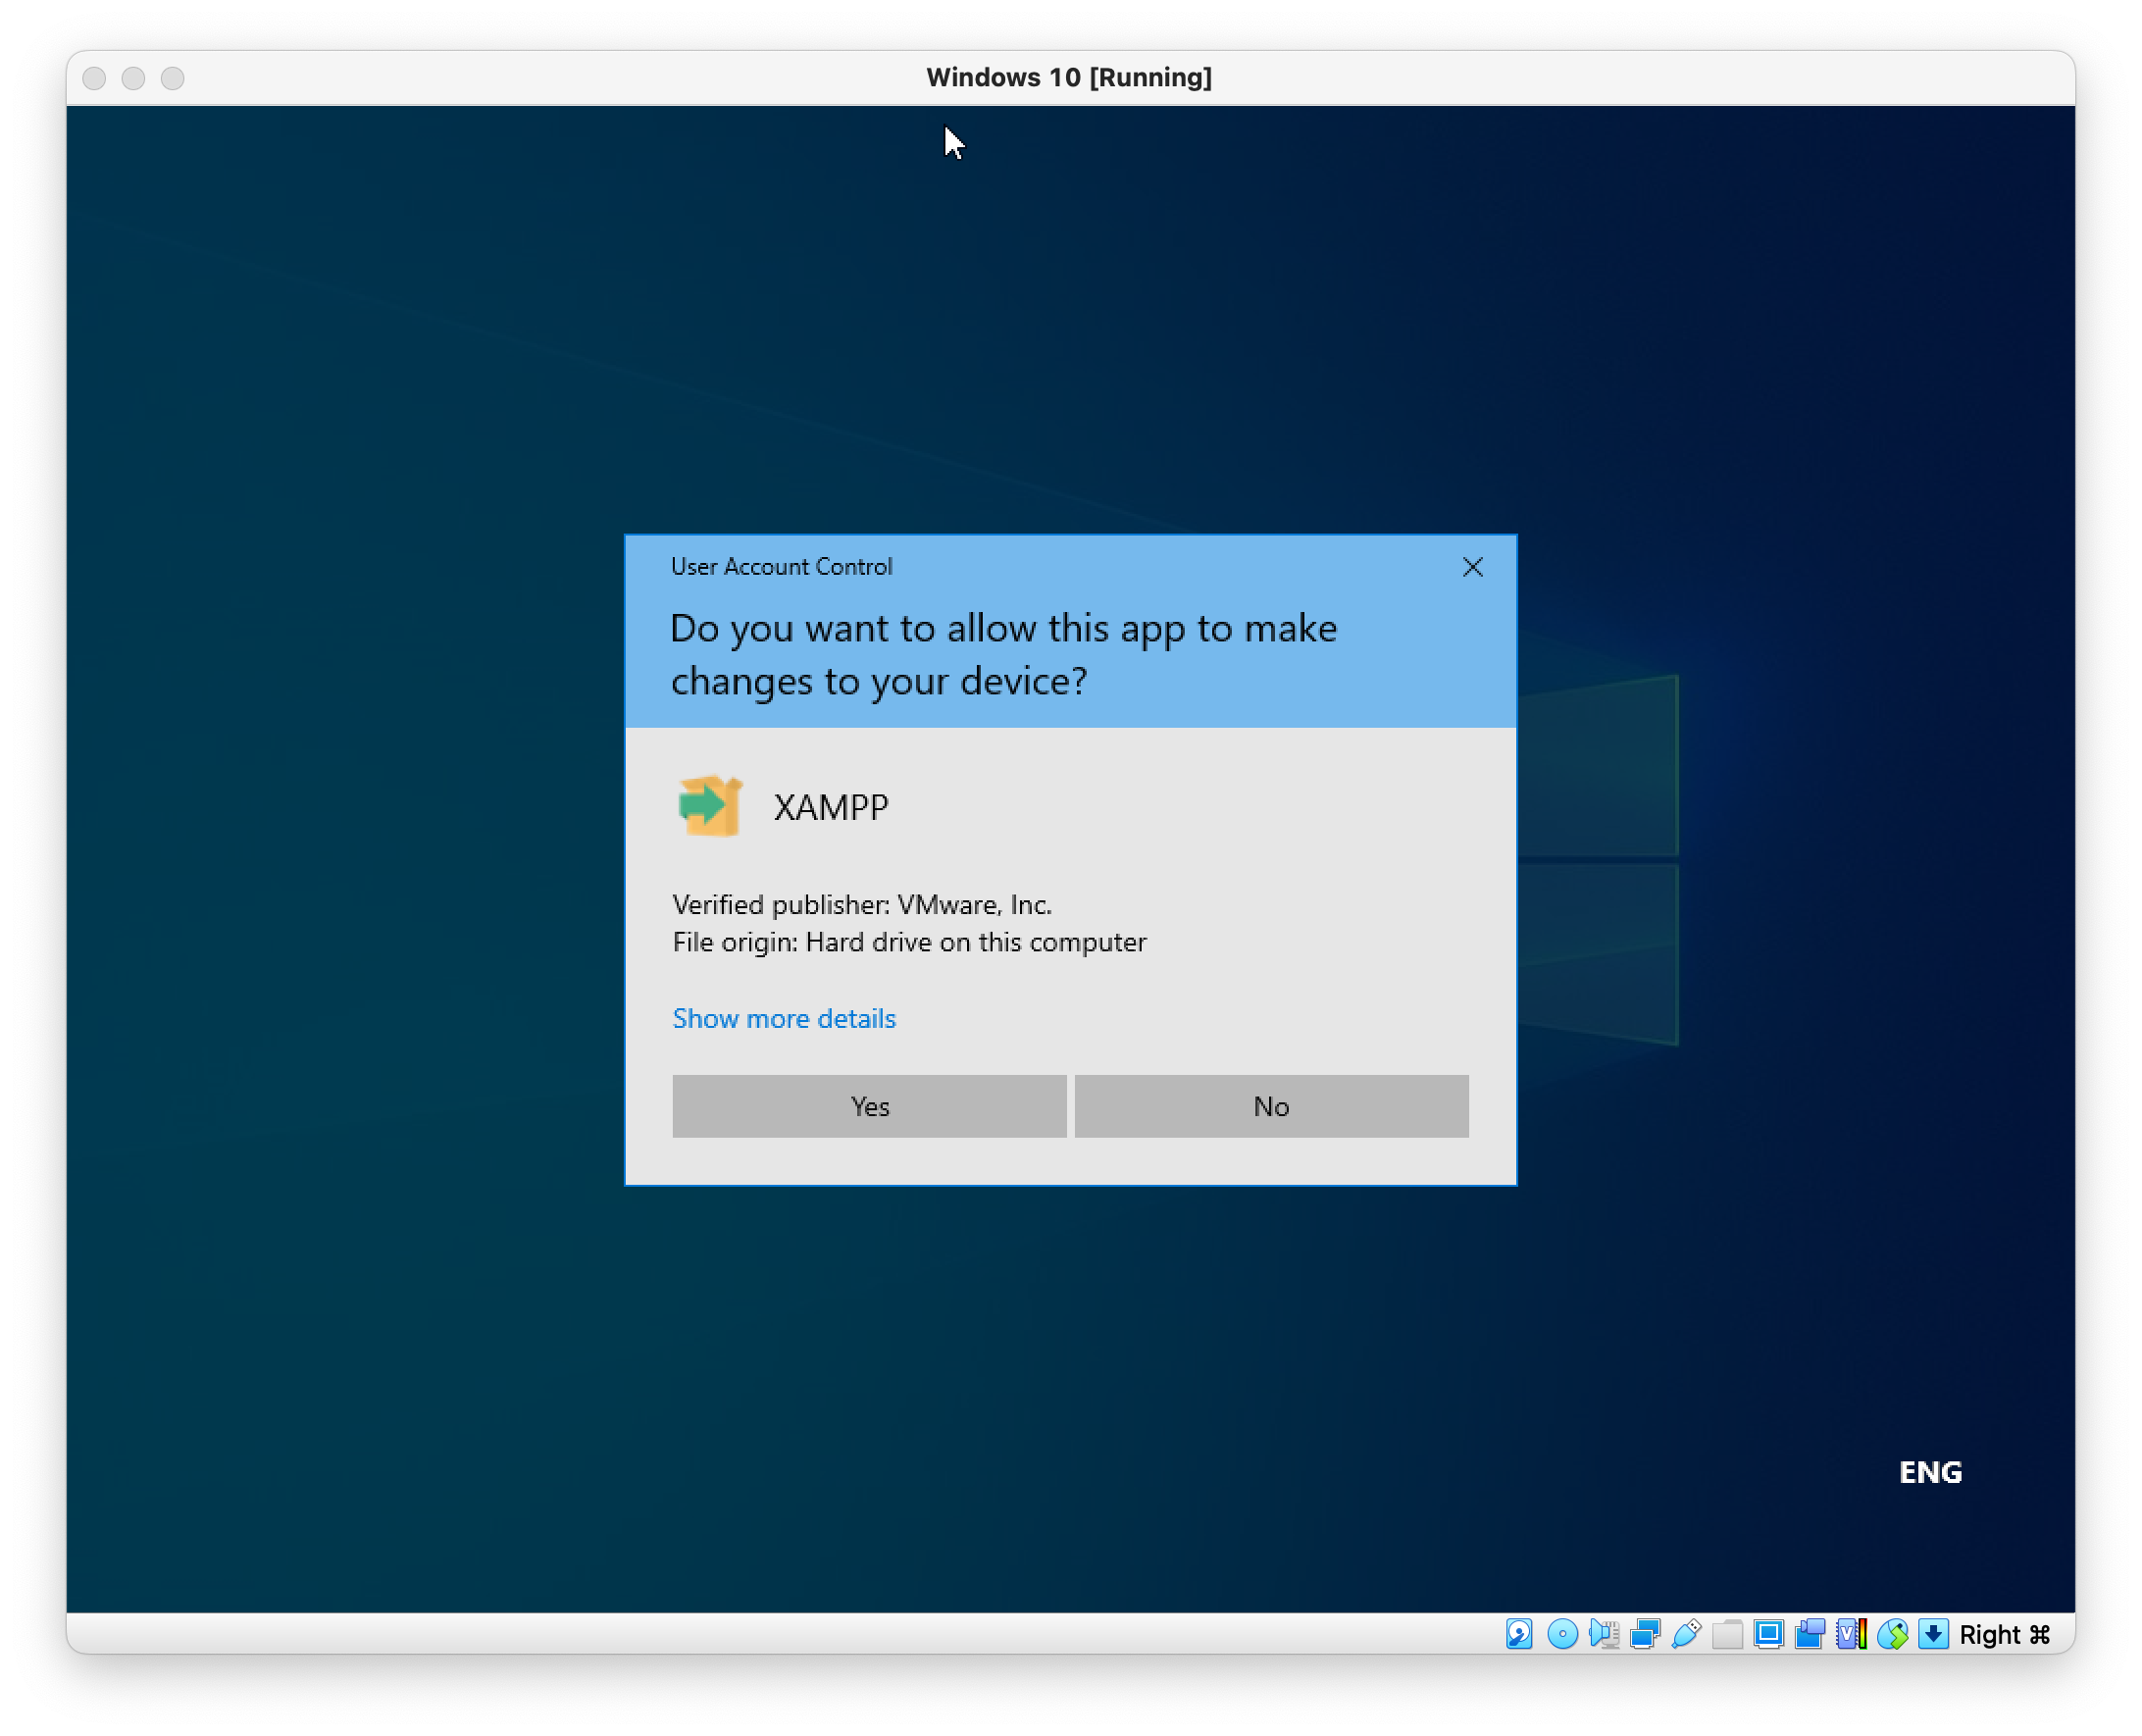 Windows 10 [Running]
User Account Control
Do you want to allow this app to make
changes to your device?
XAMPP
Verified publisher: VMware, Inc.
File origin: Hard drive on this computer
Show more details
Yes No
ENG
Right ⌘